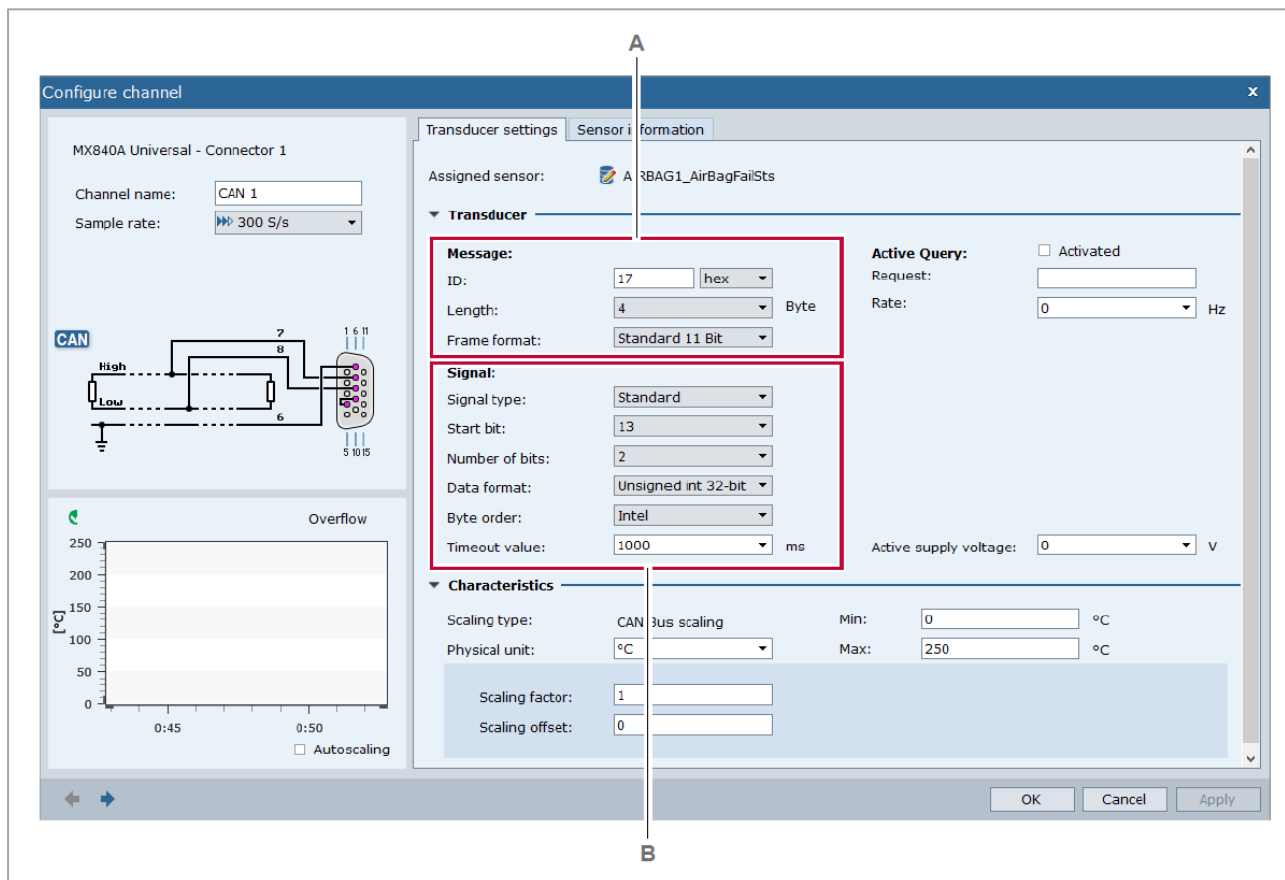 A
Configure channel x
MX840A Universal - Connector 1
Channel name: CAN 1
Sample rate: 300 S/s
CAN
High
Low
7
8
6
1 6 11
5 10 15
Overflow
250
200
150
100
50
0
[°C]
0:45 0:50
Autoscaling
Transducer settings Sensor information
Assigned sensor: AIRBAG1_AirBagFailSts
Transducer
Message:
ID: 17 hex
Length: 4 Byte
Frame format: Standard 11 Bit
Active Query: Activated
Request:
Rate: 0 Hz
Signal:
Signal type: Standard
Start bit: 13
Number of bits: 2
Data format: Unsigned int 32-bit
Byte order: Intel
Timeout value: 1000 ms
Active supply voltage: 0 V
Characteristics
Scaling type: CAN Bus scaling
Physical unit: °C
Min: 0 °C
Max: 250 °C
Scaling factor: 1
Scaling offset: 0
OK Cancel Apply
B